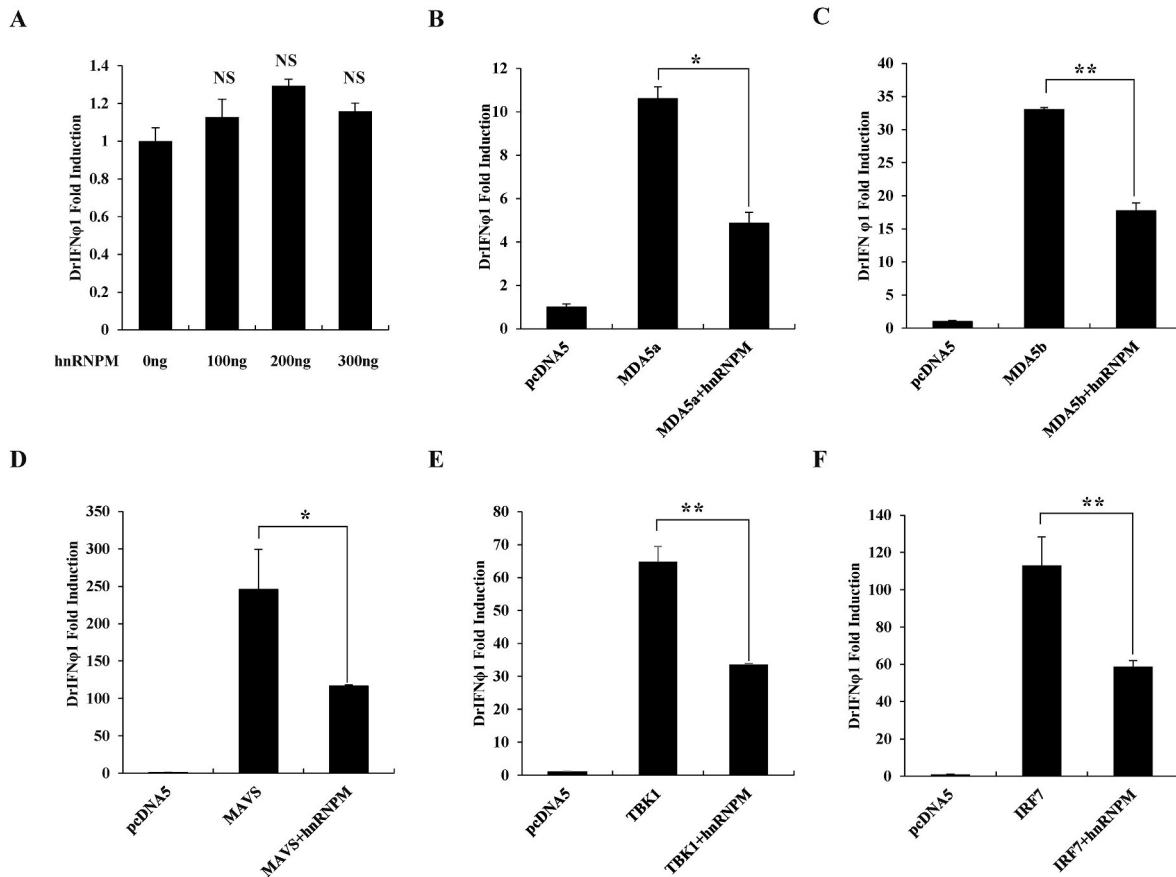 A
DrIFNφ1 Fold Induction
1.4
1.2
1
0.8
0.6
0.4
0.2
0
NS
NS
NS
hnRNPM 0ng 100ng 200ng 300ng
B
DrIFNφ1 Fold Induction
12
10
8
6
4
2
0
*
pcDNA5
MDA5a
MDA5a+hnRNPM
C
DrIFN φ1 Fold Induction
40
35
30
25
20
15
10
5
0
**
pcDNA5
MDA5b
MDA5b+hnRNPM
D
DrIFNφ1 Fold Induction
350
300
250
200
150
100
50
0
*
pcDNA5
MAVS
MAVS+hnRNPM
E
DrIFNφ1 Fold Induction
80
70
60
50
40
30
20
10
0
**
pcDNA5
TBK1
TBK1+hnRNPM
F
DrIFNφ1 Fold Induction
140
120
100
80
60
40
20
0
**
pcDNA5
IRF7
IRF7+hnRNPM